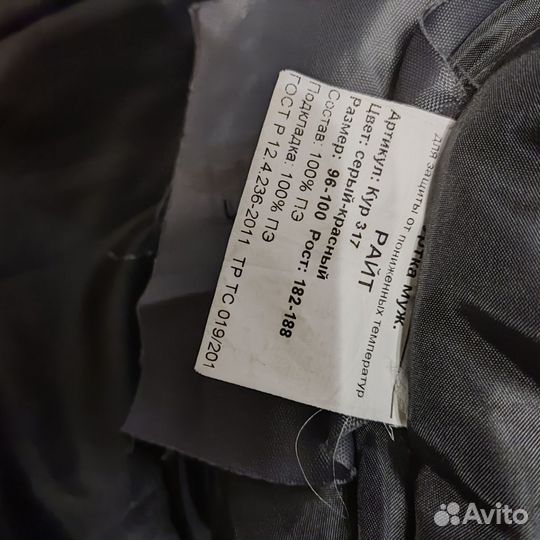 ртка муж.
Для защиты от пониженных температур
РАЙТ
Артикул: Кур 317
Цвет: серый-красный
Размер: 96-100 Рост: 182-188
Состав: 100% ПЭ
Подкладка: 100% ПЭ
ГОСТ Р 12.4.236-2011 ТР ТС 019/201
Avito